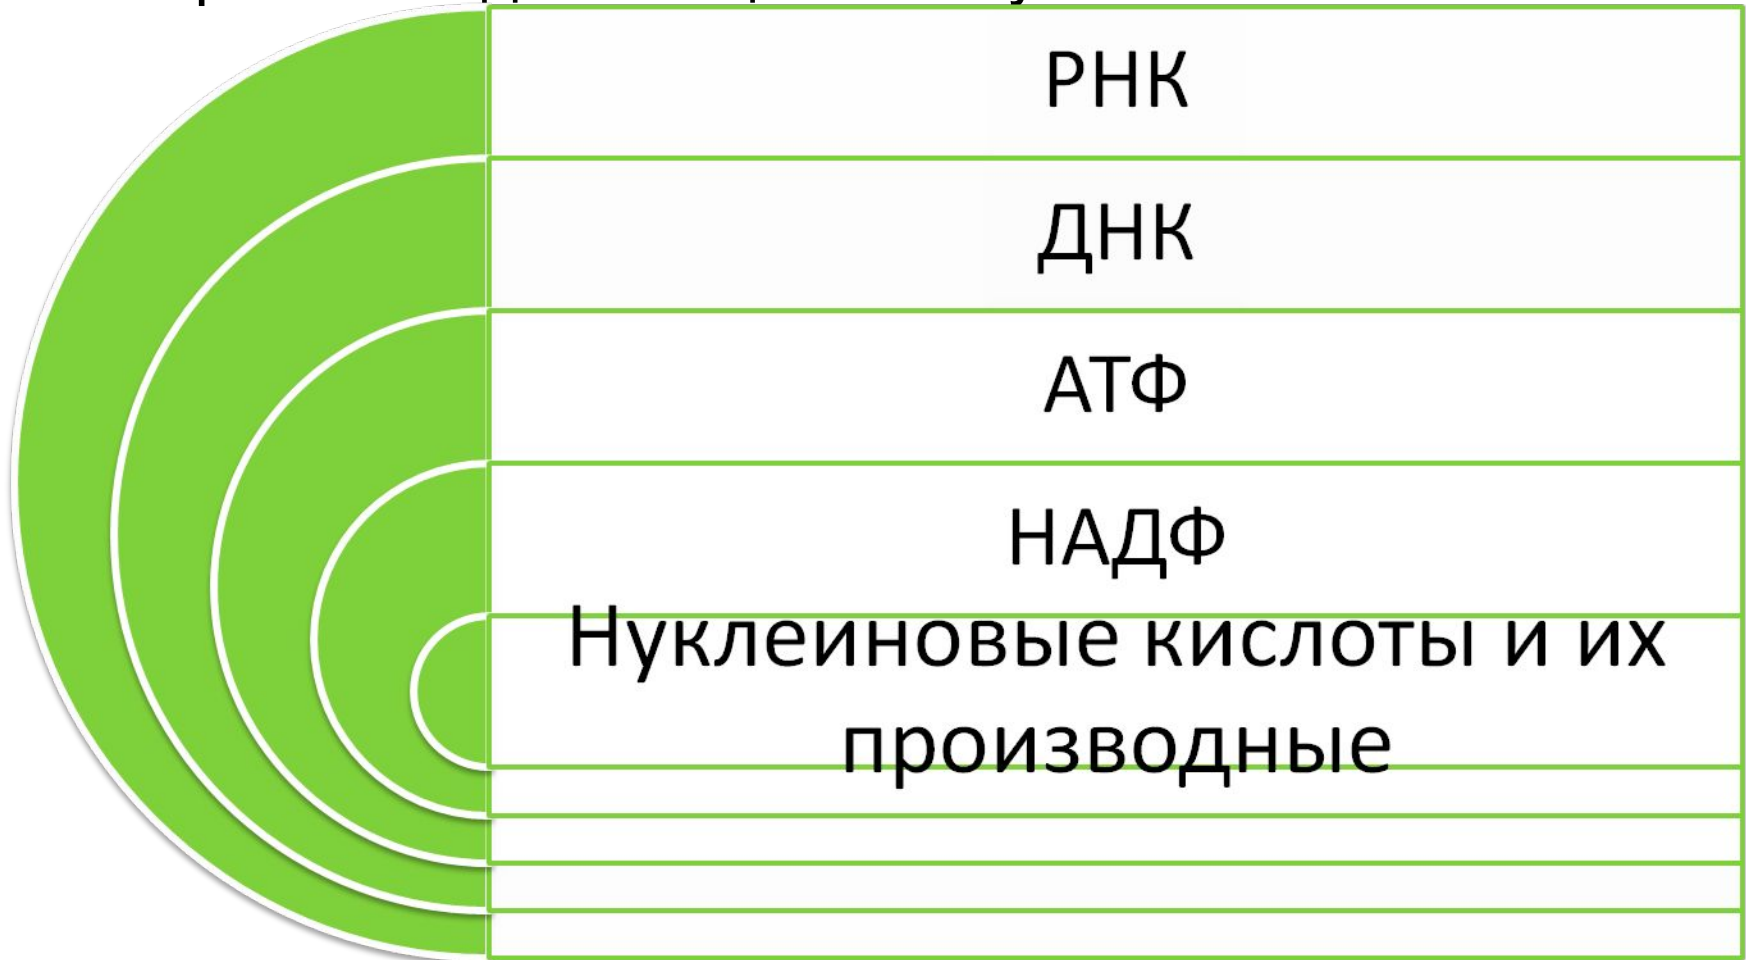 РНК
ДНК
АТФ
НАДФ
Нуклеиновые кислоты и их
производные